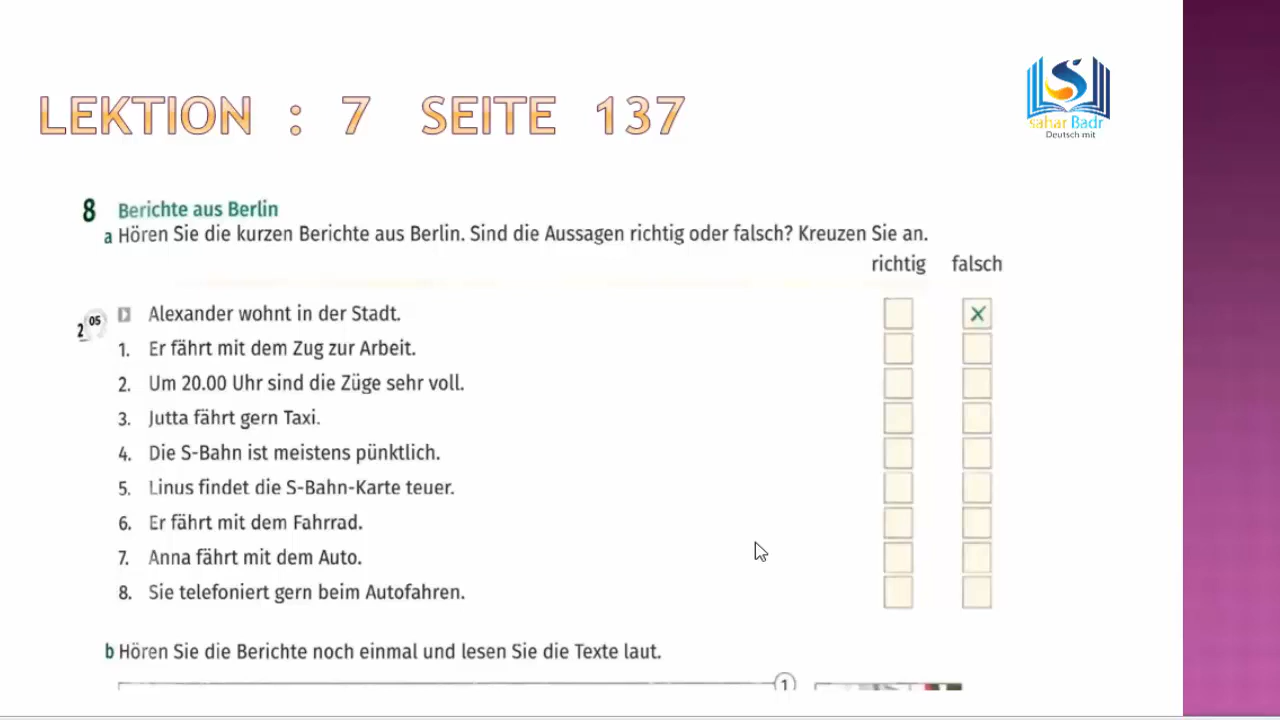 LEKTION : 7 SEITE 137
sahar Badr
Deutsch mit
8 Berichte aus Berlin
a Hören Sie die kurzen Berichte aus Berlin. Sind die Aussagen richtig oder falsch? Kreuzen Sie an.
richtig falsch
2 05 Alexander wohnt in der Stadt. X
1. Er fährt mit dem Zug zur Arbeit.
2. Um 20.00 Uhr sind die Züge sehr voll.
3. Jutta fährt gern Taxi.
4. Die S-Bahn ist meistens pünktlich.
5. Linus findet die S-Bahn-Karte teuer.
6. Er fährt mit dem Fahrrad.
7. Anna fährt mit dem Auto.
8. Sie telefoniert gern beim Autofahren.
b Hören Sie die Berichte noch einmal und lesen Sie die Texte laut.
1